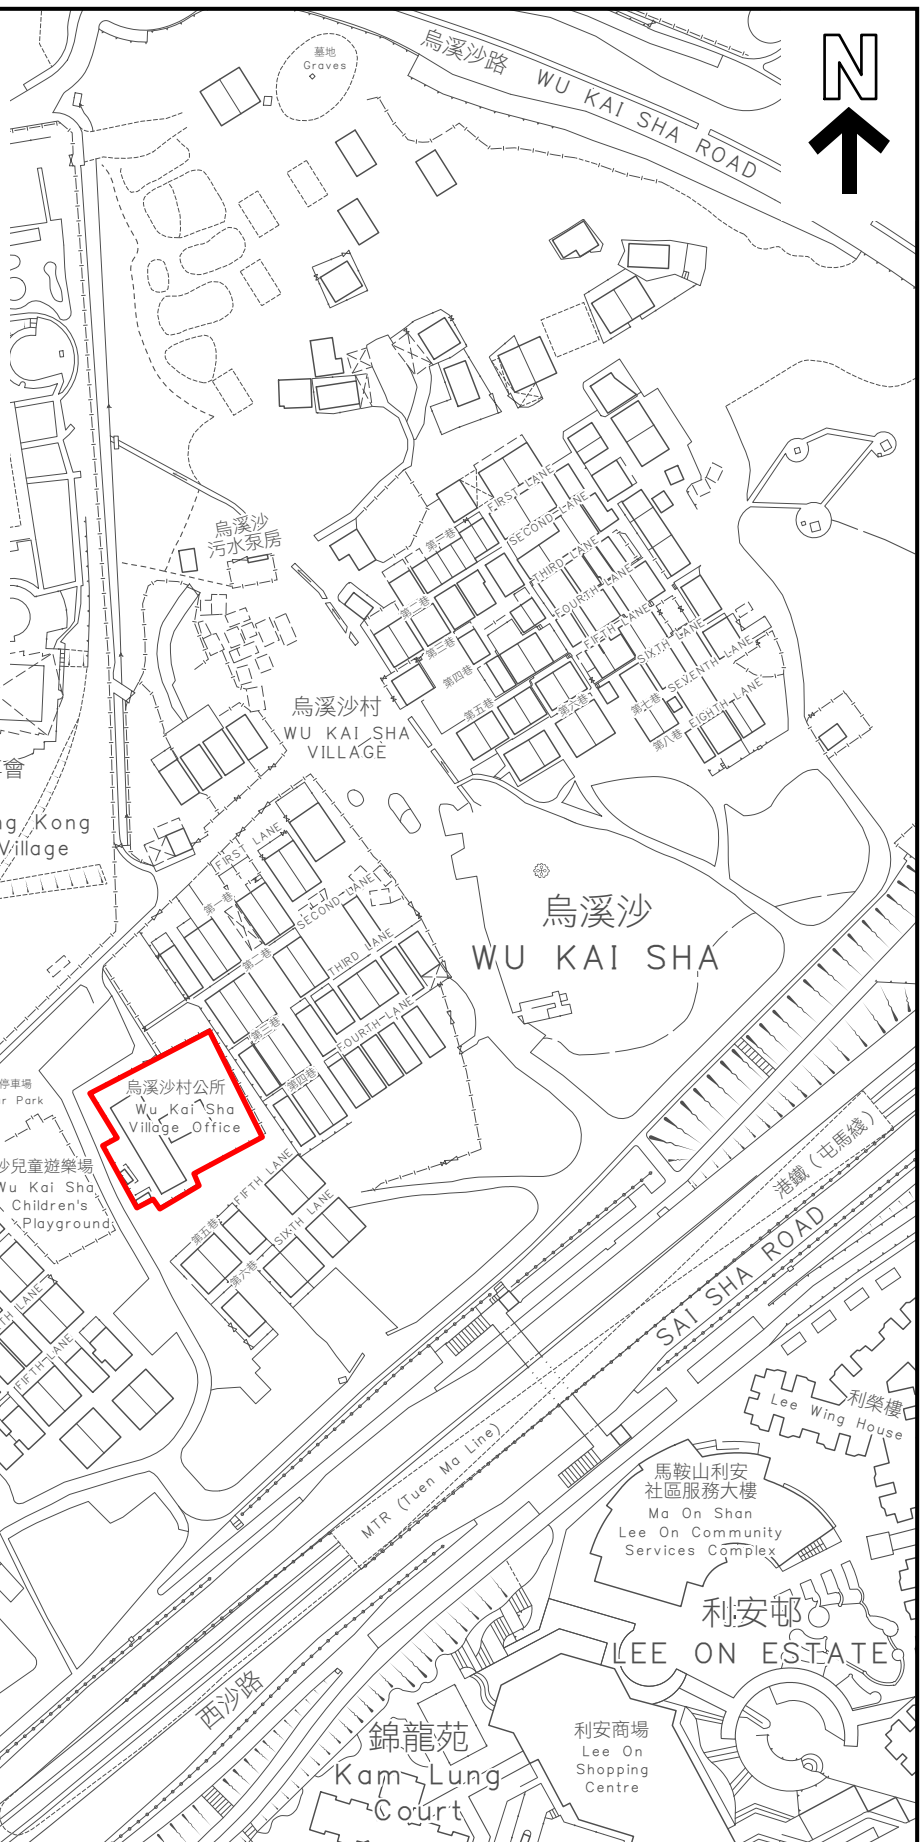 墓地
Graves
烏溪沙路 WU KAI SHA ROAD
N
烏溪沙
污水泵房
FIRST LANE
第一巷
SECOND LANE
第二巷
THIRD LANE
第三巷
FOURTH LANE
第四巷
FIFTH LANE
第五巷
SIXTH LANE
第六巷
SEVENTH LANE
第七巷
EIGHTH LANE
第八巷
烏溪沙村
WU KAI SHA
VILLAGE
會
ng Kong
Village
FIRST LANE
第一巷
SECOND LANE
第二巷
THIRD LANE
第三巷
FOURTH LANE
第四巷
烏溪沙
WU KAI SHA
烏溪沙村公所
Wu Kai Sha
Village Office
停車場
r Park
沙兒童遊樂場
Wu Kai Sha
Children's
Playground
FIFTH LANE
第五巷
SIXTH LANE
第六巷
TH LANE
FIFTH LANE
港鐵（屯馬綫）
SAI SHA ROAD
MTR (Tuen Ma Line)
利榮樓
Lee Wing House
馬鞍山利安
社區服務大樓
Ma On Shan
Lee On Community
Services Complex
利安邨
LEE ON ESTATE
西沙路
錦龍苑
Kam Lung
Court
利安商場
Lee On
Shopping
Centre